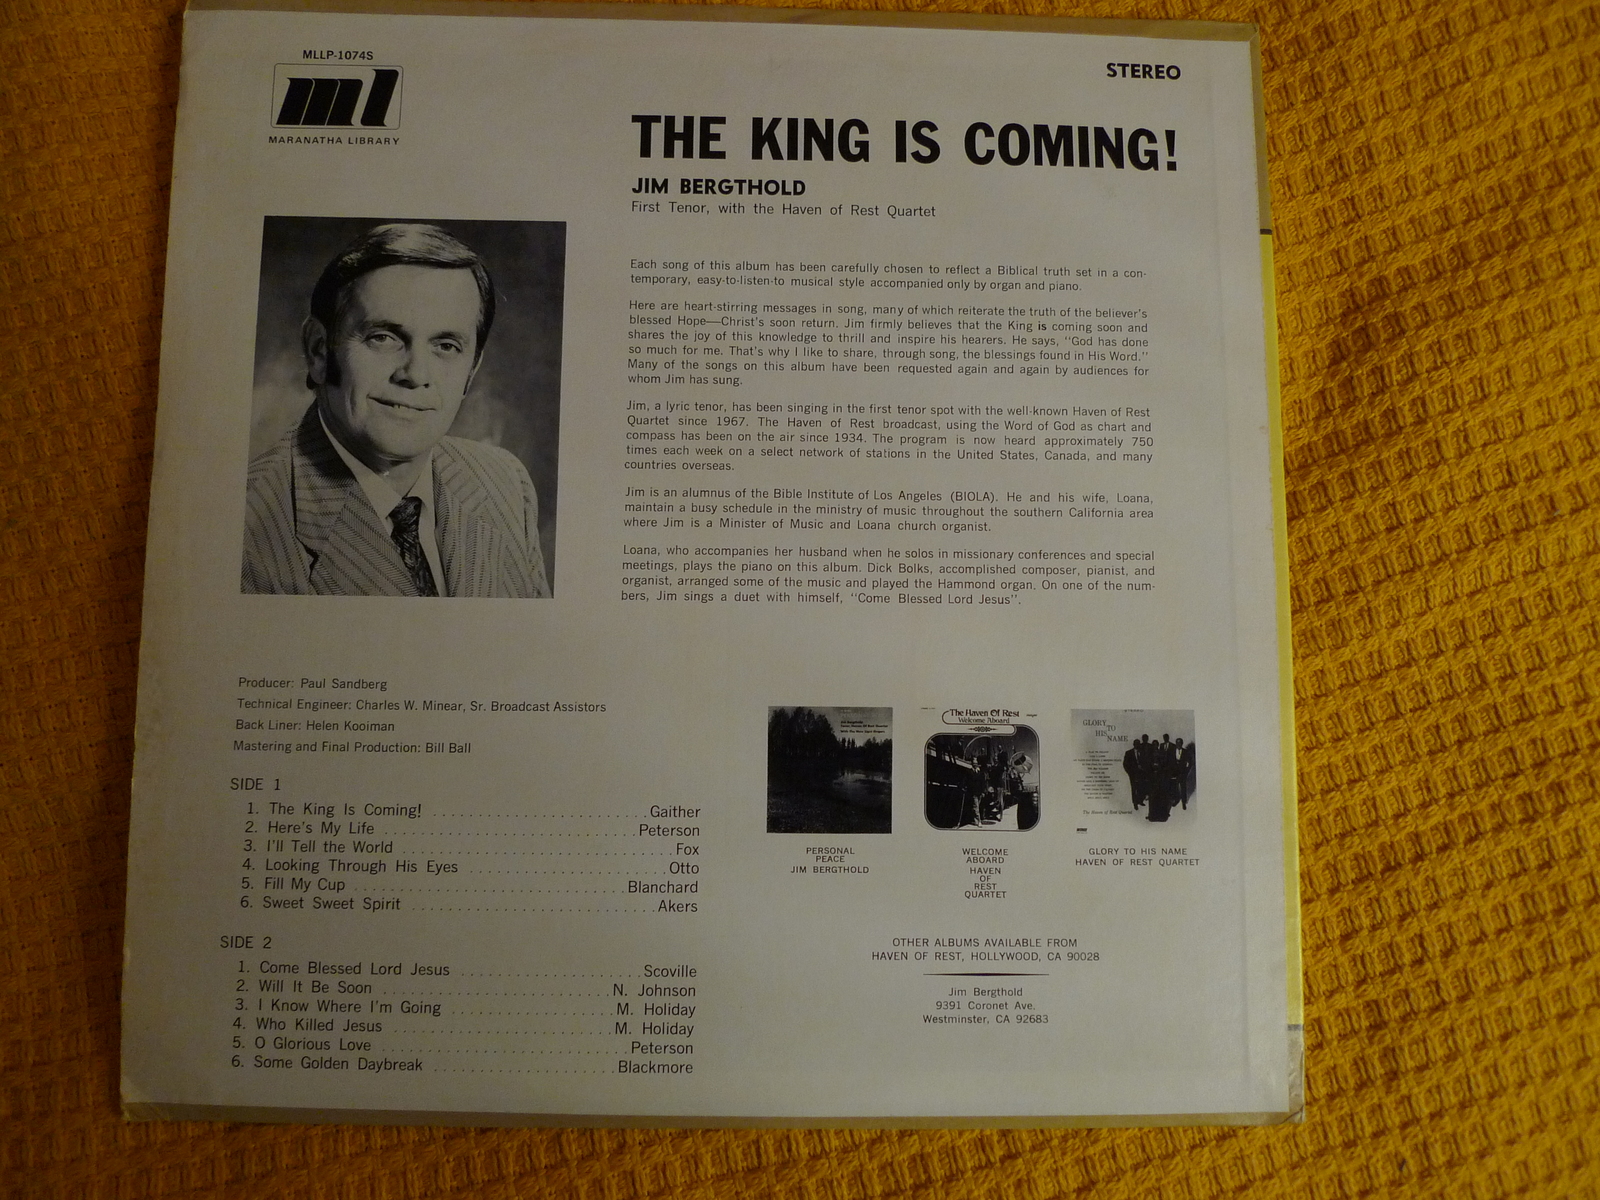 MLLP-1074S
ml
MARANATHA LIBRARY
STEREO
THE KING IS COMING!
JIM BERGTHOLD
First Tenor, with the Haven of Rest Quartet
Each song of this album has been carefully chosen to reflect a Biblical truth set in a con-
temporary, easy-to-listen-to musical style accompanied only by organ and piano.
Here are heart-stirring messages in song, many of which reiterate the truth of the believer's
blessed Hope—Christ's soon return. Jim firmly believes that the King is coming soon and
shares the joy of this knowledge to thrill and inspire his hearers. He says, "God has done
so much for me. That's why I like to share, through song, the blessings found in His Word."
Many of the songs on this album have been requested again and again by audiences for
whom Jim has sung.
Jim, a lyric tenor, has been singing in the first tenor spot with the well-known Haven of Rest
Quartet since 1967. The Haven of Rest broadcast, using the Word of God as chart and
compass has been on the air since 1934. The program is now heard approximately 750
times each week on a select network of stations in the United States, Canada, and many
countries overseas.
Jim is an alumnus of the Bible Institute of Los Angeles (BIOLA). He and his wife, Loana,
maintain a busy schedule in the ministry of music throughout the southern California area
where Jim is a Minister of Music and Loana church organist.
Loana, who accompanies her husband when he solos in missionary conferences and special
meetings, plays the piano on this album. Dick Bolks, accomplished composer, pianist, and
organist, arranged some of the music and played the Hammond organ. On one of the num-
bers, Jim sings a duet with himself, "Come Blessed Lord Jesus".
Producer: Paul Sandberg
Technical Engineer: Charles W. Minear, Sr. Broadcast Assistors
Back Liner: Helen Kooiman
Mastering and Final Production: Bill Ball
SIDE 1
1. The King Is Coming! . . . . . . . . . . . . . . . . . . . . . . . . Gaither
2. Here's My Life . . . . . . . . . . . . . . . . . . . . . . . . . . . . Peterson
3. I'll Tell the World . . . . . . . . . . . . . . . . . . . . . . . . . . . . Fox
4. Looking Through His Eyes . . . . . . . . . . . . . . . . . . . . Otto
5. Fill My Cup . . . . . . . . . . . . . . . . . . . . . . . . . . . . Blanchard
6. Sweet Sweet Spirit . . . . . . . . . . . . . . . . . . . . . . . . . Akers
SIDE 2
1. Come Blessed Lord Jesus . . . . . . . . . . . . . . . . . . Scoville
2. Will It Be Soon . . . . . . . . . . . . . . . . . . . . . . . . N. Johnson
3. I Know Where I'm Going . . . . . . . . . . . . . . . . M. Holiday
4. Who Killed Jesus . . . . . . . . . . . . . . . . . . . . . . M. Holiday
5. O Glorious Love . . . . . . . . . . . . . . . . . . . . . . . . . Peterson
6. Some Golden Daybreak . . . . . . . . . . . . . . . . . . Blackmore
The Haven Of Rest
Welcome Aboard
GLORY
TO
HIS
NAME
The Haven of Rest Quartet
PERSONAL
PEACE
JIM BERGTHOLD
WELCOME
ABOARD
HAVEN
OF
REST
QUARTET
GLORY TO HIS NAME
HAVEN OF REST QUARTET
OTHER ALBUMS AVAILABLE FROM
HAVEN OF REST, HOLLYWOOD, CA 90028
Jim Bergthold
9391 Coronet Ave.
Westminster, CA 92683